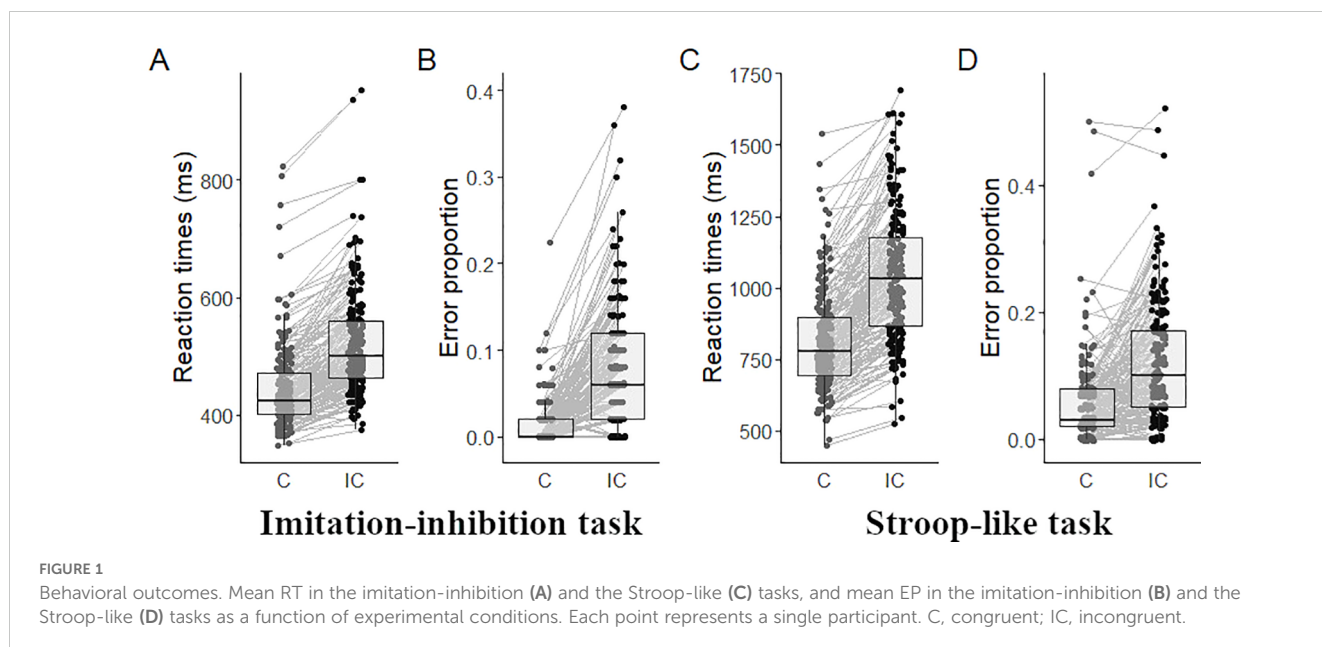 A
B
C
D
Reaction times (ms)
800
600
400
C
IC
Error proportion
0.4
0.3
0.2
0.1
0.0
C
IC
Reaction times (ms)
1750
1500
1250
1000
750
500
C
IC
Error proportion
0.4
0.2
0.0
C
IC
Imitation-inhibition task
Stroop-like task
FIGURE 1
Behavioral outcomes. Mean RT in the imitation-inhibition (A) and the Stroop-like (C) tasks, and mean EP in the imitation-inhibition (B) and the
Stroop-like (D) tasks as a function of experimental conditions. Each point represents a single participant. C, congruent; IC, incongruent.